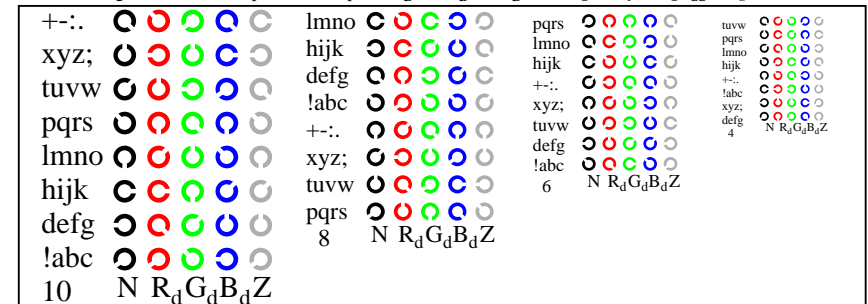 +-:.
xyz;
tuvw
pqrs
lmno
hijk
defg
!abc
10 N RdGdBdZ
lmno
hijk
defg
!abc
+-:.
xyz;
tuvw
pqrs
8 N RdGdBdZ
pqrs
lmno
hijk
+-:.
xyz;
tuvw
defg
!abc
6 N RdGdBdZ
tuvw
pqrs
lmno
hijk
+-:.
!abc
xyz;
defg
4 N RdGdBdZ